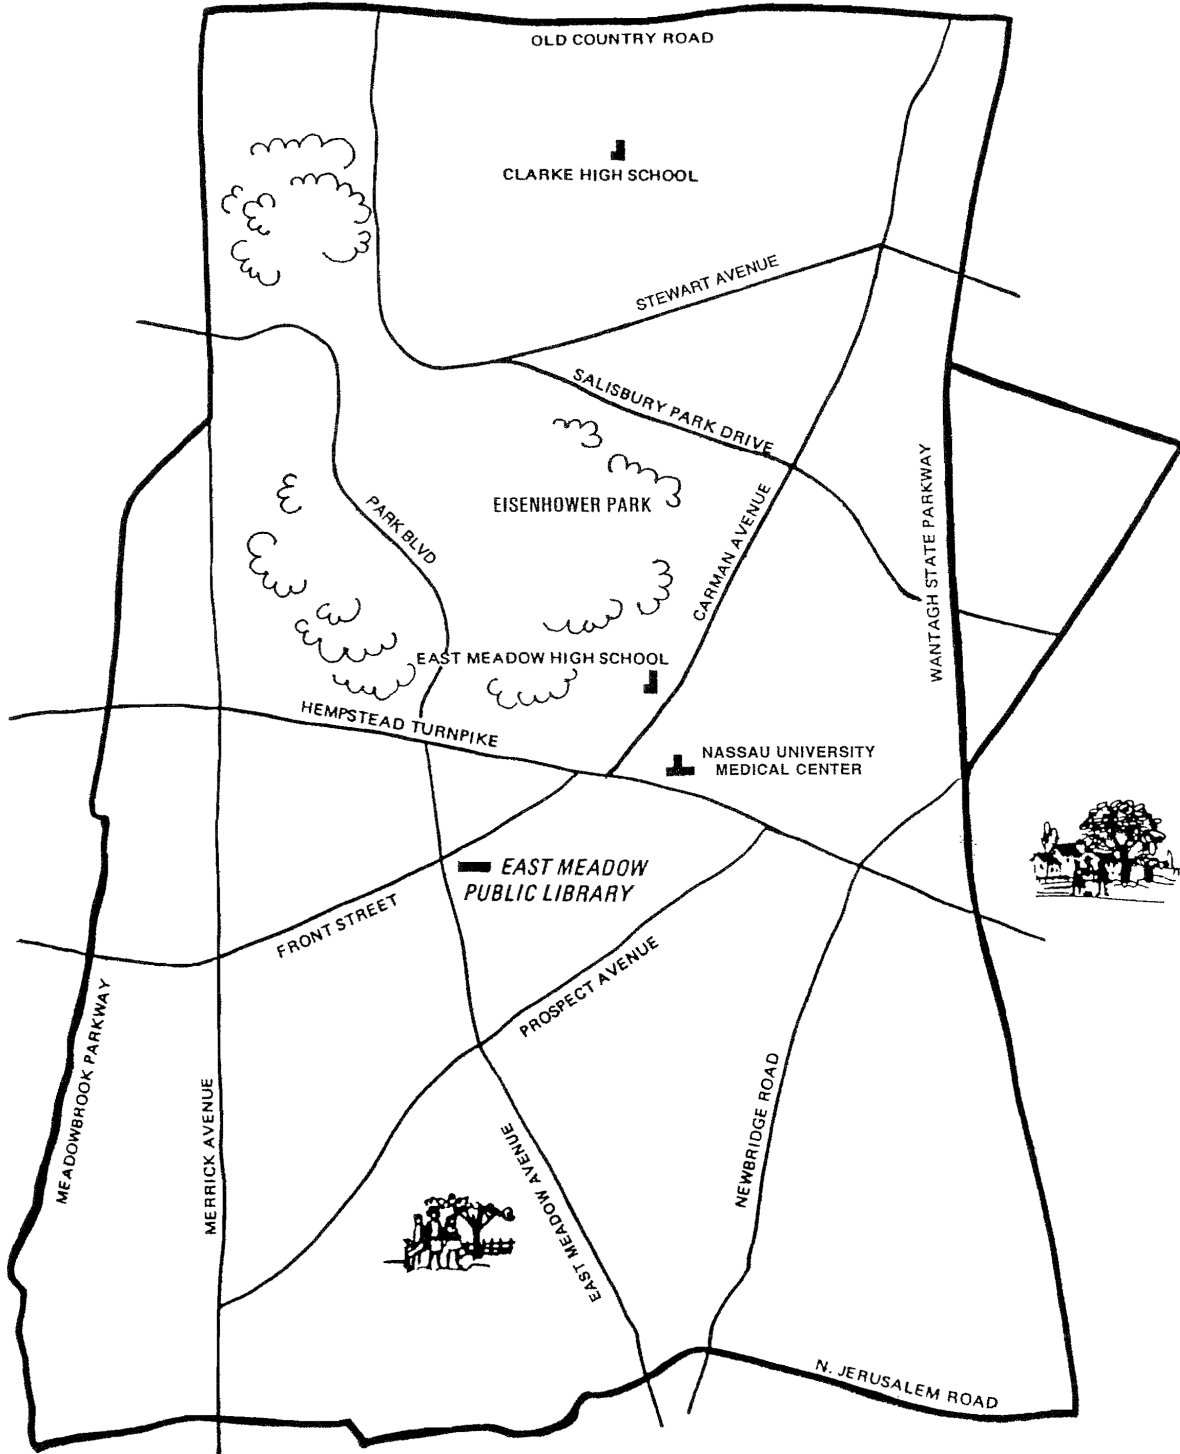 OLD COUNTRY ROAD
CLARKE HIGH SCHOOL
STEWART AVENUE
SALISBURY PARK DRIVE
EISENHOWER PARK
PARK BLVD
CARMAN AVENUE
WANTAGH STATE PARKWAY
EAST MEADOW HIGH SCHOOL
HEMPSTEAD TURNPIKE
NASSAU UNIVERSITY
MEDICAL CENTER
EAST MEADOW
PUBLIC LIBRARY
FRONT STREET
PROSPECT AVENUE
MEADOWBROOK PARKWAY
MERRICK AVENUE
EAST MEADOW AVENUE
NEWBRIDGE ROAD
N. JERUSALEM ROAD